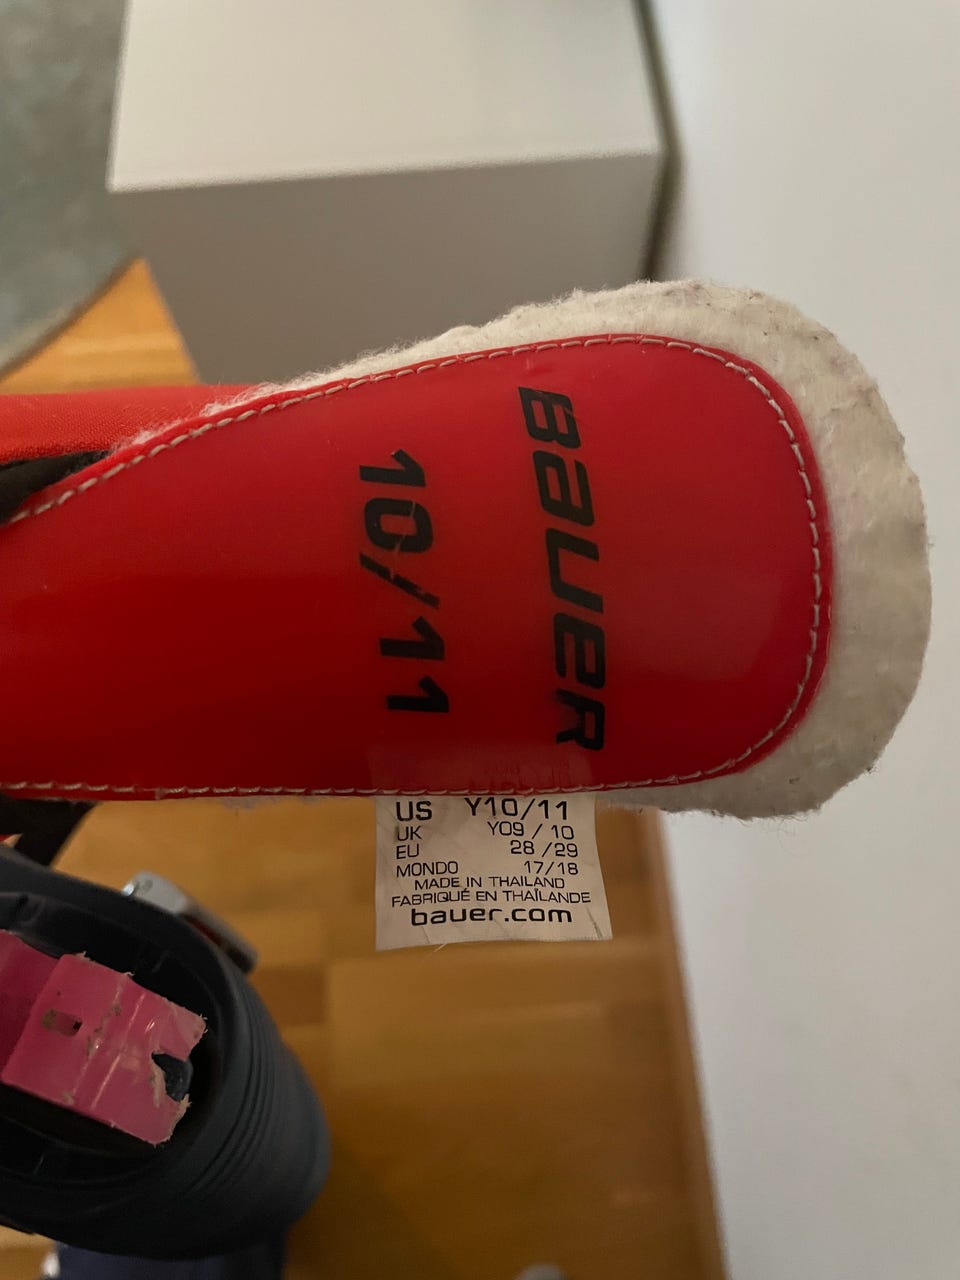 BAUER
10/11
US Y10/11
UK Y09 / 10
EU 28 /29
MONDO 17/18
MADE IN THAILAND
FABRIQUÉ EN THAÏLANDE
bauer.com